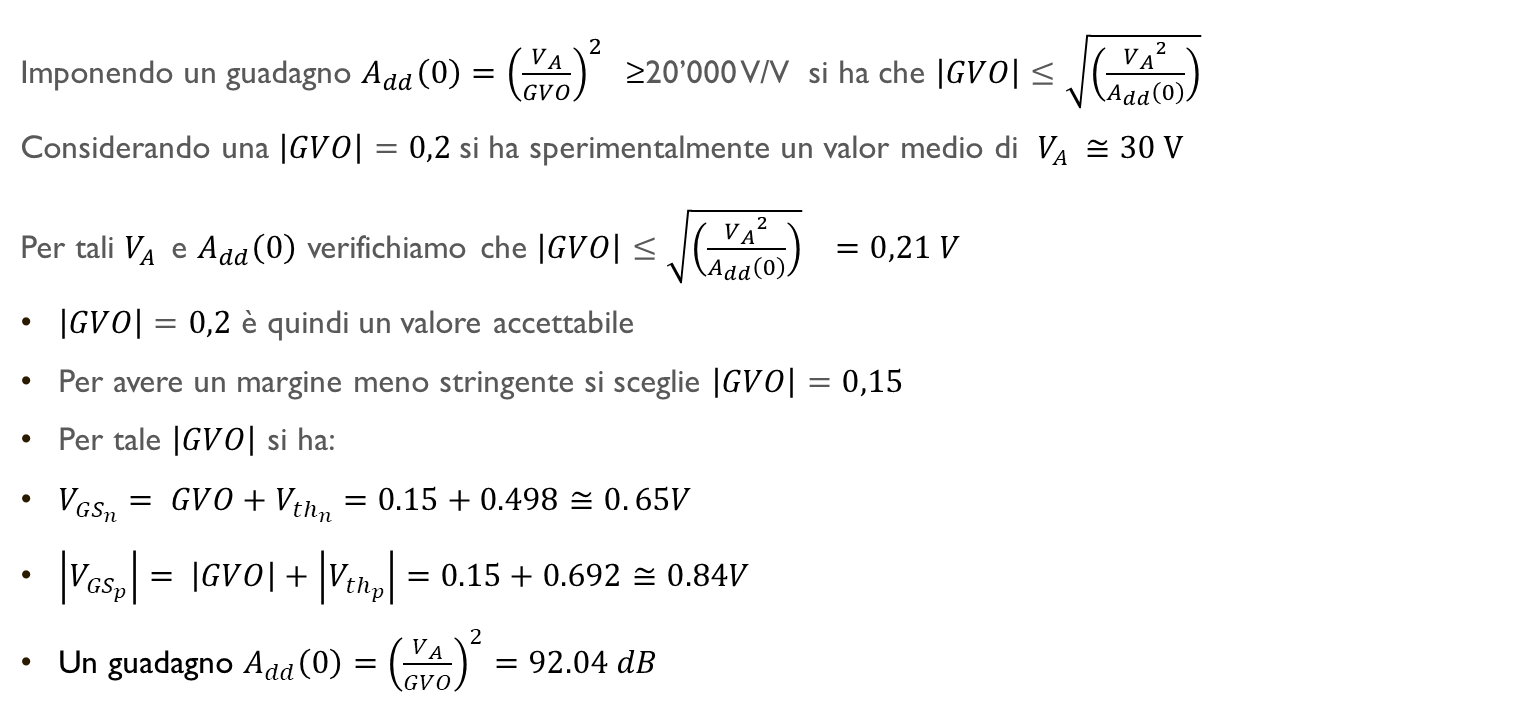 Imponendo un guadagno A_dd(0) = (V_A/GVO)^2 ≥20’000 V/V si ha che |GVO| ≤ √(V_A^2/A_dd(0))
Considerando una |GVO| = 0,2 si ha sperimentalmente un valor medio di V_A ≅ 30 V
Per tali V_A e A_dd(0) verifichiamo che |GVO| ≤ √(V_A^2/A_dd(0)) = 0,21 V
• |GVO| = 0,2 è quindi un valore accettabile
• Per avere un margine meno stringente si sceglie |GVO| = 0,15
• Per tale |GVO| si ha:
• V_GS_n = GVO + V_th_n = 0.15 + 0.498 ≅ 0.65V
• |V_GS_p| = |GVO| + |V_th_p| = 0.15 + 0.692 ≅ 0.84V
• Un guadagno A_dd(0) = (V_A/GVO)^2 = 92.04 dB